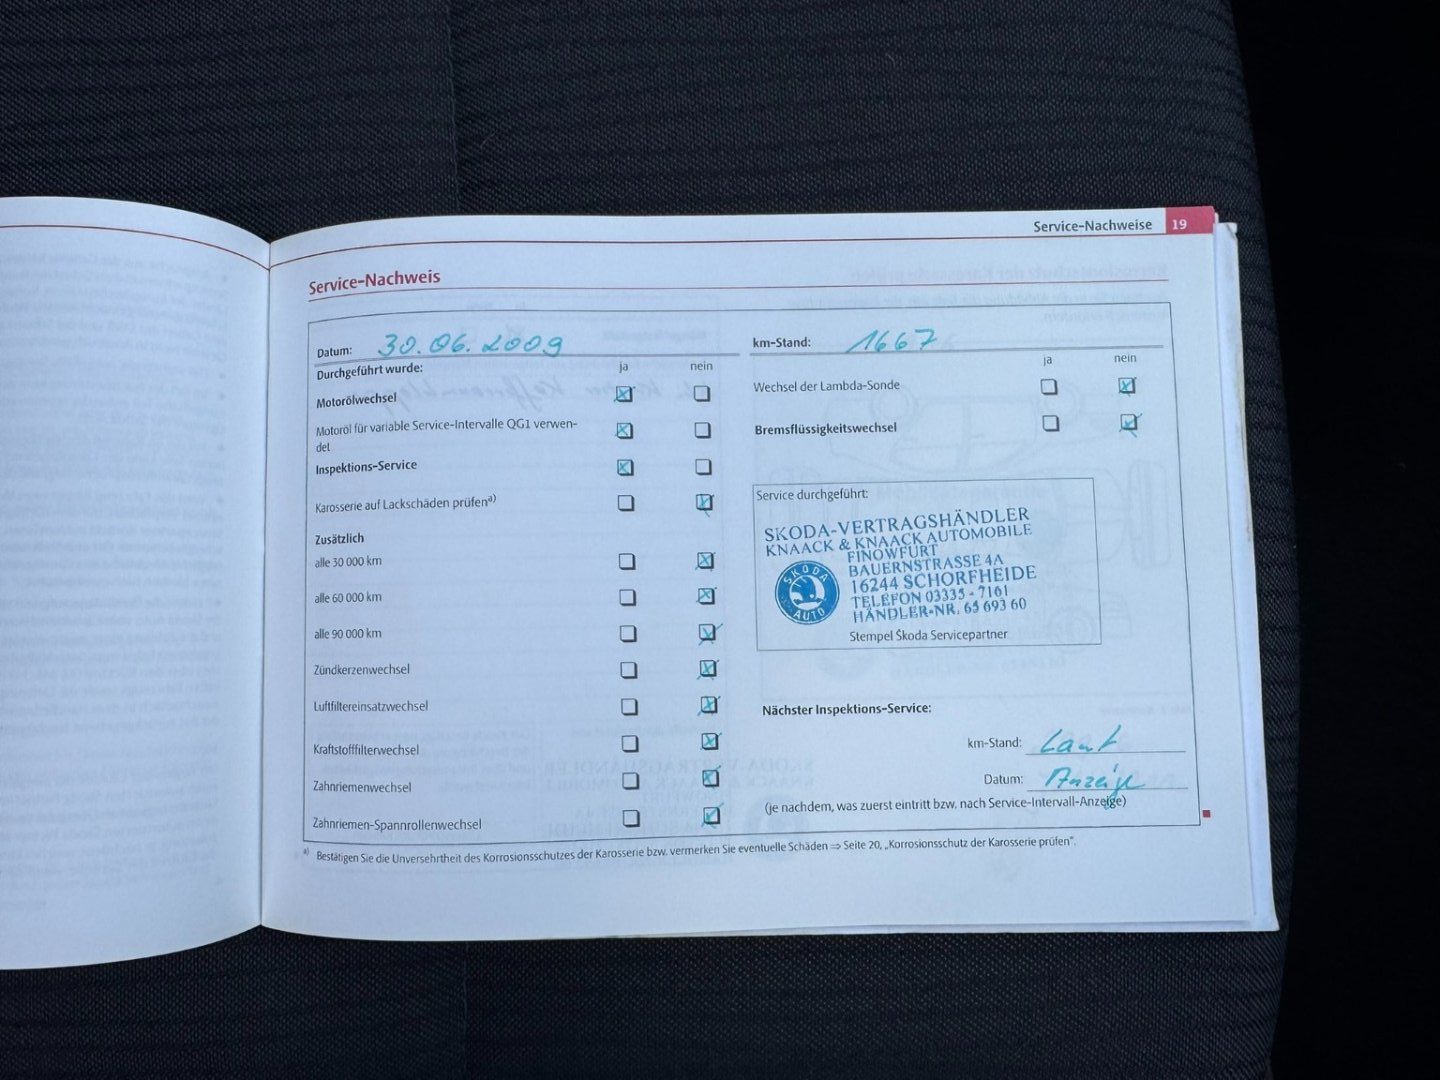 Service-Nachweise 19
Service-Nachweis
Datum: 30.06.2009
Durchgeführt wurde: ja nein
Motorölwechsel
Motoröl für variable Service-Intervalle QG1 verwen-
det
Inspektions-Service
Karosserie auf Lackschäden prüfen a)
Zusätzlich
alle 30 000 km
alle 60 000 km
alle 90 000 km
Zündkerzenwechsel
Luftfiltereinsatzwechsel
Kraftstofffilterwechsel
Zahnriemenwechsel
Zahnriemen-Spannrollenwechsel
km-Stand: 1667
ja nein
Wechsel der Lambda-Sonde
Bremsflüssigkeitswechsel
Service durchgeführt:
SKODA-VERTRAGSHÄNDLER
KNAACK & KNAACK AUTOMOBILE
FINOWFURT
BAUERNSTRASSE 4A
16244 SCHORFHEIDE
TELEFON 03335-7161
HÄNDLER-NR. 65 693 60
SKODA
AUTO
Stempel Škoda Servicepartner
Nächster Inspektions-Service:
km-Stand: Laut
Datum: Anzeige
(je nachdem, was zuerst eintritt bzw. nach Service-Intervall-Anzeige)
a) Bestätigen Sie die Unversehrtheit des Korrosionsschutzes der Karosserie bzw. vermerken Sie eventuelle Schäden ⇒ Seite 20, „Korrosionsschutz der Karosserie prüfen“.